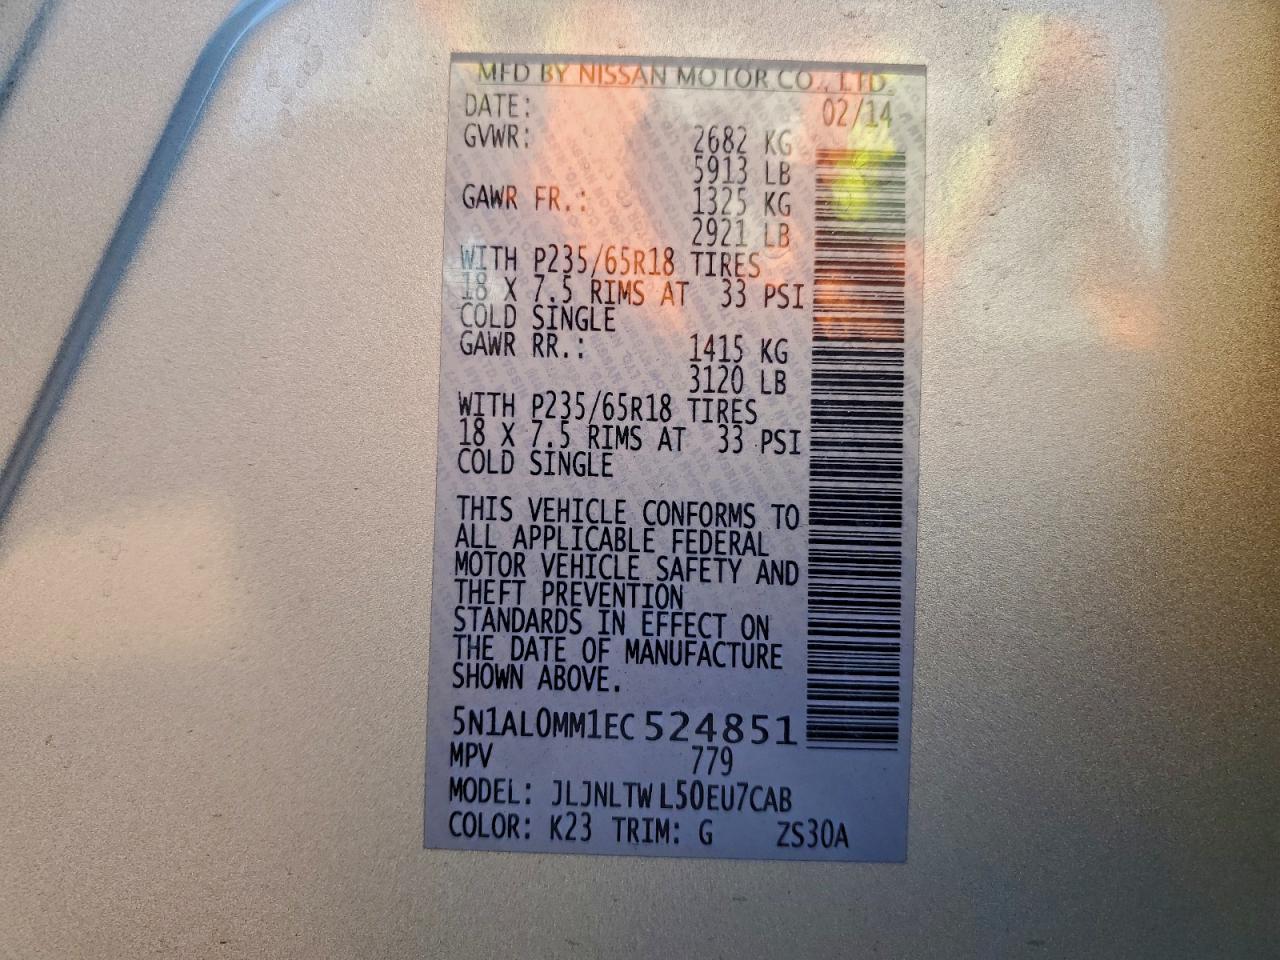 MFD BY NISSAN MOTOR CO., LTD.
DATE: 02/14
GVWR: 2682 KG
5913 LB
GAWR FR.: 1325 KG
2921 LB
WITH P235/65R18 TIRES
18 X 7.5 RIMS AT 33 PSI
COLD SINGLE
GAWR RR.: 1415 KG
3120 LB
WITH P235/65R18 TIRES
18 X 7.5 RIMS AT 33 PSI
COLD SINGLE
THIS VEHICLE CONFORMS TO
ALL APPLICABLE FEDERAL
MOTOR VEHICLE SAFETY AND
THEFT PREVENTION
STANDARDS IN EFFECT ON
THE DATE OF MANUFACTURE
SHOWN ABOVE.
5N1AL0MM1EC 524851
MPV 779
MODEL: JLJNLTW L50EU7CAB
COLOR: K23 TRIM: G ZS30A